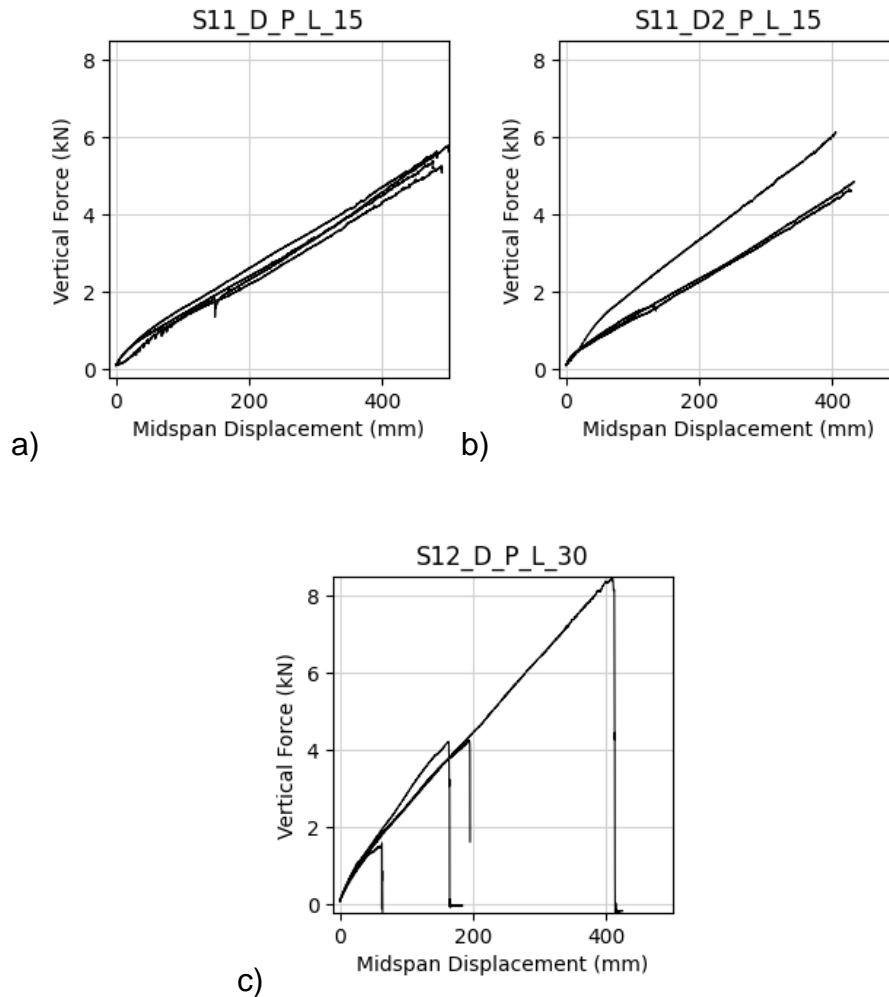 S11_D_P_L_15
8
6
4
2
0
Vertical Force (kN)
0 200 400
Midspan Displacement (mm)
a)
S11_D2_P_L_15
8
6
4
2
0
Vertical Force (kN)
0 200 400
Midspan Displacement (mm)
b)
S12_D_P_L_30
8
6
4
2
0
Vertical Force (kN)
0 200 400
Midspan Displacement (mm)
c)